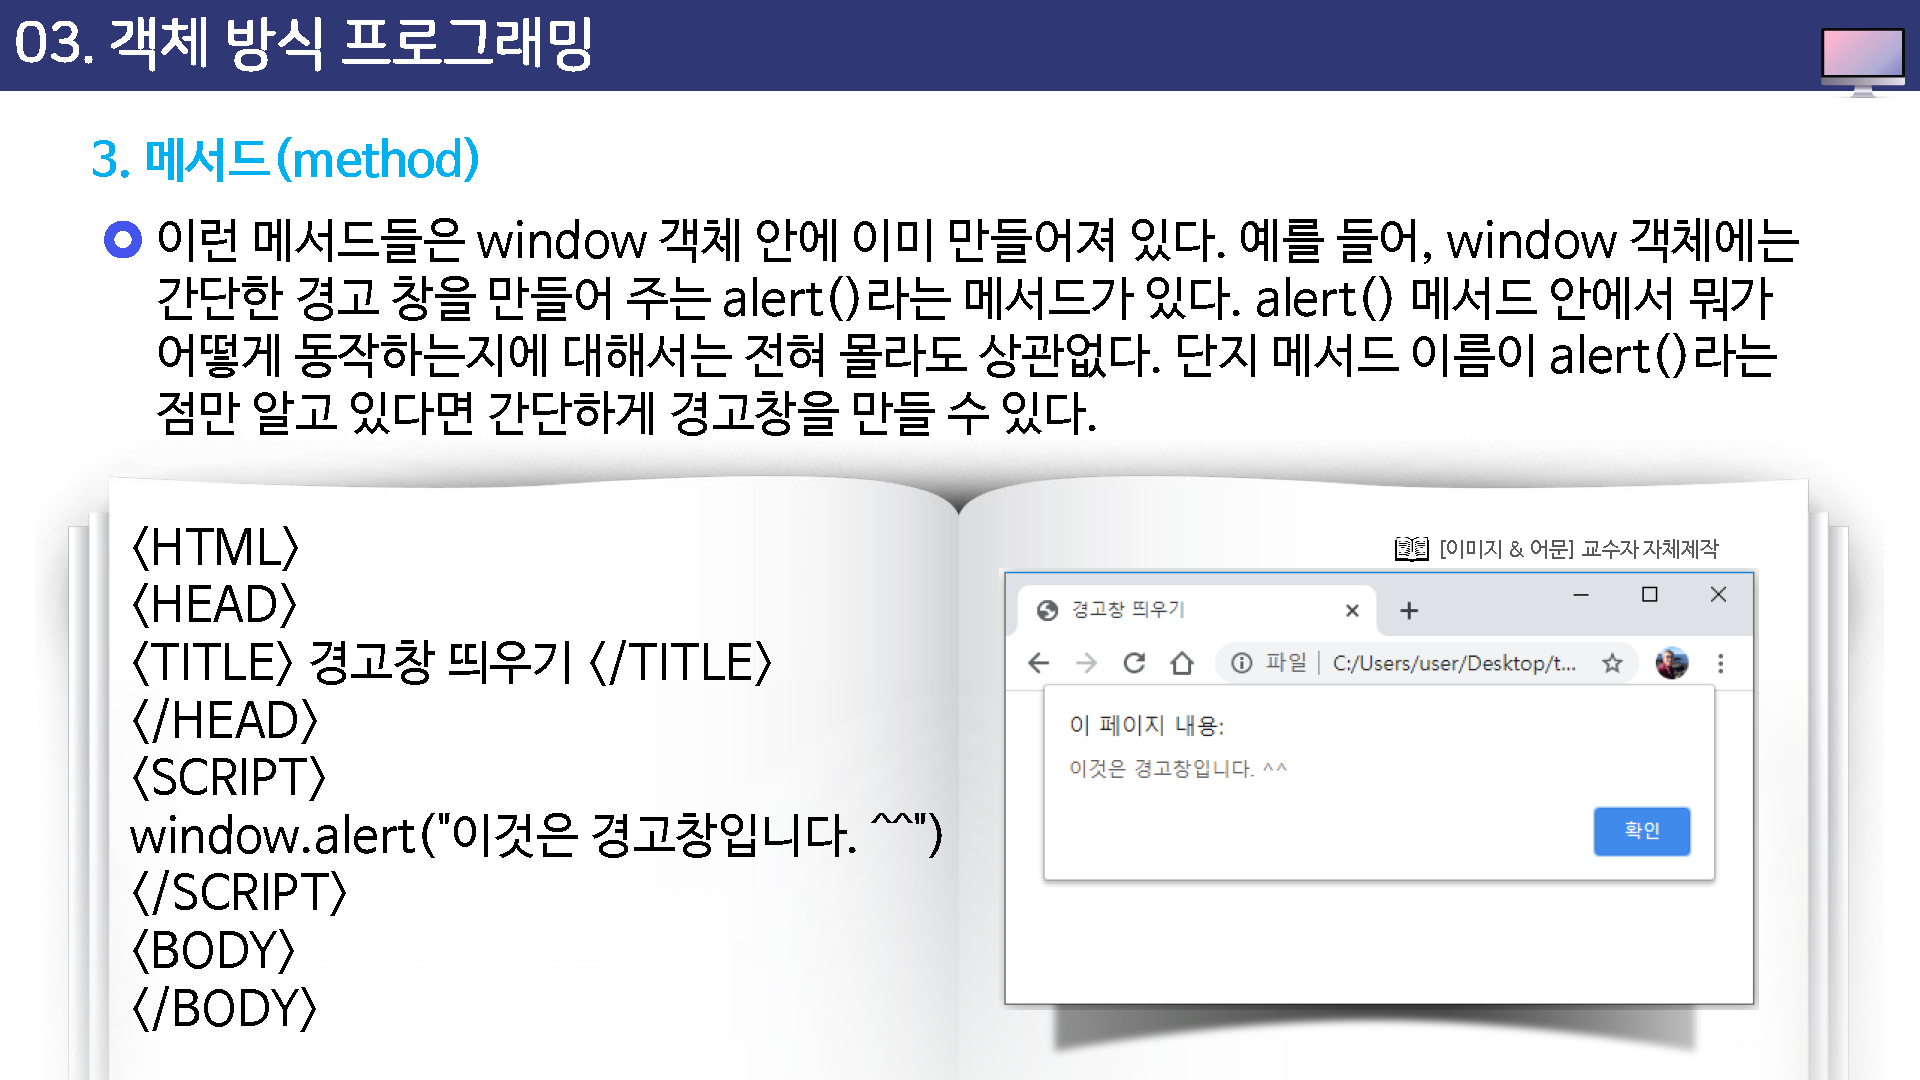 03. 객체 방식 프로그래밍
3. 메서드(method)
이런 메서드들은 window 객체 안에 이미 만들어져 있다. 예를 들어, window 객체에는
간단한 경고 창을 만들어 주는 alert()라는 메서드가 있다. alert() 메서드 안에서 뭐가
어떻게 동작하는지에 대해서는 전혀 몰라도 상관없다. 단지 메서드 이름이 alert()라는
점만 알고 있다면 간단하게 경고창을 만들 수 있다.
<HTML>
<HEAD>
<TITLE> 경고창 띄우기 </TITLE>
</HEAD>
<SCRIPT>
window.alert("이것은 경고창입니다. ^^")
</SCRIPT>
<BODY>
</BODY>
[이미지 & 어문] 교수자 자체제작
경고창 띄우기
파일 | C:/Users/user/Desktop/t...
이 페이지 내용:
이것은 경고창입니다. ^^
확인